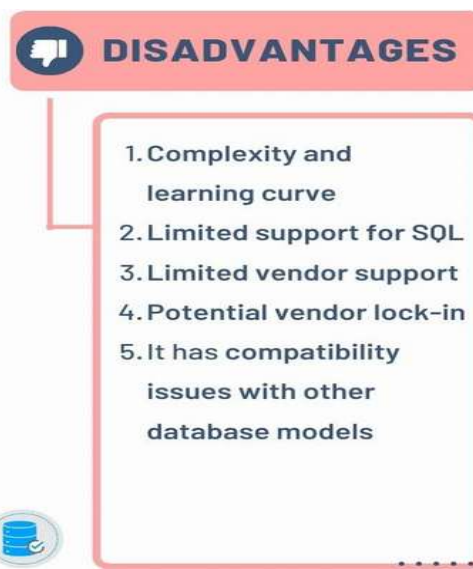 DISADVANTAGES
1. Complexity and
learning curve
2. Limited support for SQL
3. Limited vendor support
4. Potential vendor lock-in
5. It has compatibility
issues with other
database models